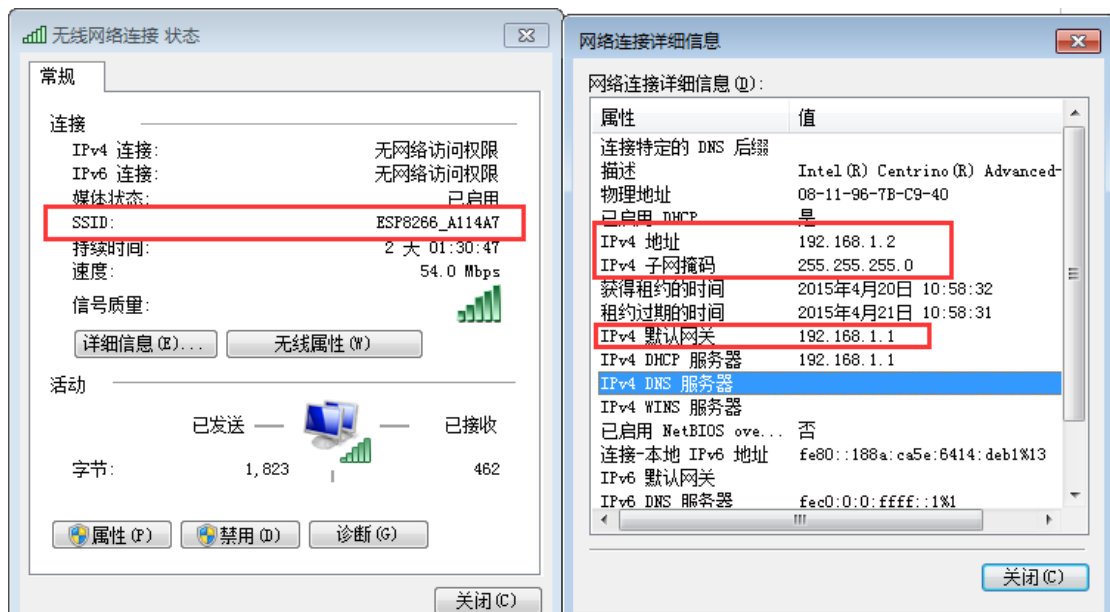 无线网络连接 状态
常规
连接
IPv4 连接: 无网络访问权限
IPv6 连接: 无网络访问权限
媒体状态: 已启用
SSID: ESP8266_A114A7
持续时间: 2 天 01:30:47
速度: 54.0 Mbps
信号质量:
详细信息(E)... 无线属性(W)
活动
已发送 — — 已接收
字节: 1,823 462
属性(P) 禁用(D) 诊断(G)
关闭(C)
网络连接详细信息
网络连接详细信息(D):
属性 值
连接特定的 DNS 后缀
描述 Intel(R) Centrino(R) Advanced-
物理地址 08-11-96-7B-C9-40
已启用 DHCP 是
IPv4 地址 192.168.1.2
IPv4 子网掩码 255.255.255.0
获得租约的时间 2015年4月20日 10:58:32
租约过期的时间 2015年4月21日 10:58:31
IPv4 默认网关 192.168.1.1
IPv4 DHCP 服务器 192.168.1.1
IPv4 DNS 服务器
IPv4 WINS 服务器
已启用 NetBIOS ove... 否
连接-本地 IPv6 地址 fe80::188a:ca5e:6414:deb1%13
IPv6 默认网关
IPv6 DNS 服务器 fec0:0:0:ffff::1%1
关闭(C)